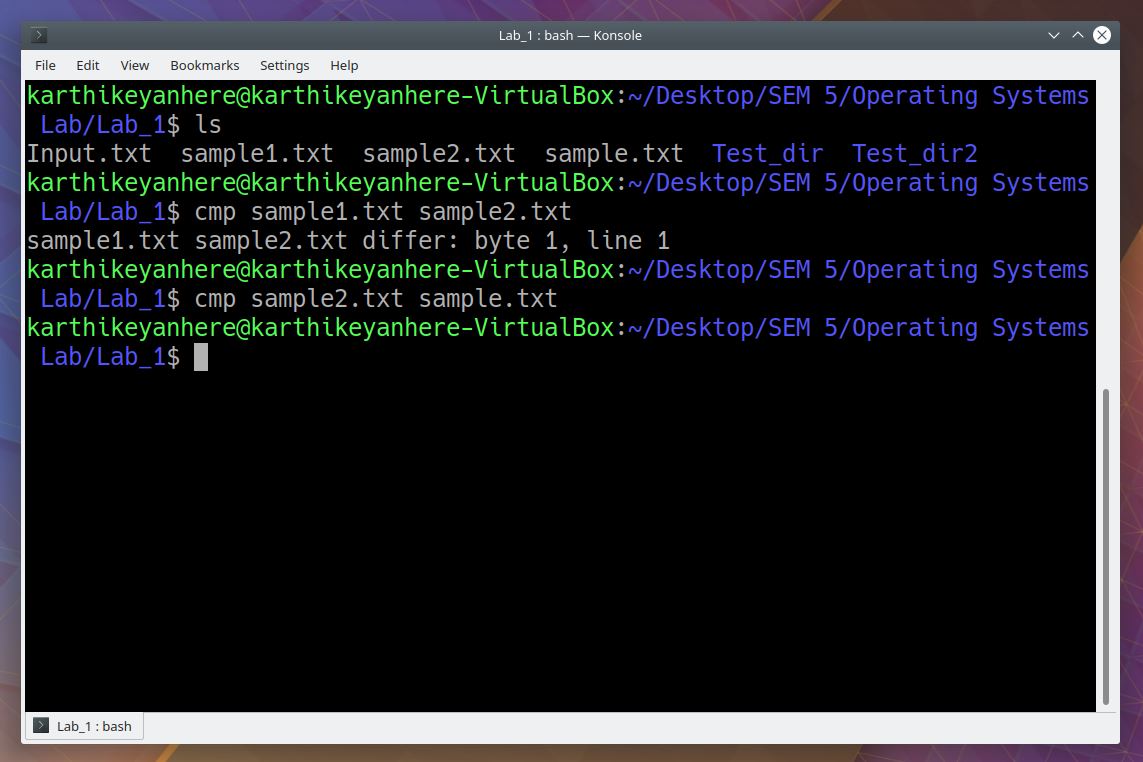 Lab_1 : bash — Konsole
File Edit View Bookmarks Settings Help
karthikeyanhere@karthikeyanhere-VirtualBox:~/Desktop/SEM 5/Operating Systems
Lab/Lab_1$ ls
Input.txt  sample1.txt  sample2.txt  sample.txt  Test_dir  Test_dir2
karthikeyanhere@karthikeyanhere-VirtualBox:~/Desktop/SEM 5/Operating Systems
Lab/Lab_1$ cmp sample1.txt sample2.txt
sample1.txt sample2.txt differ: byte 1, line 1
karthikeyanhere@karthikeyanhere-VirtualBox:~/Desktop/SEM 5/Operating Systems
Lab/Lab_1$ cmp sample2.txt sample.txt
karthikeyanhere@karthikeyanhere-VirtualBox:~/Desktop/SEM 5/Operating Systems
Lab/Lab_1$
Lab_1 : bash